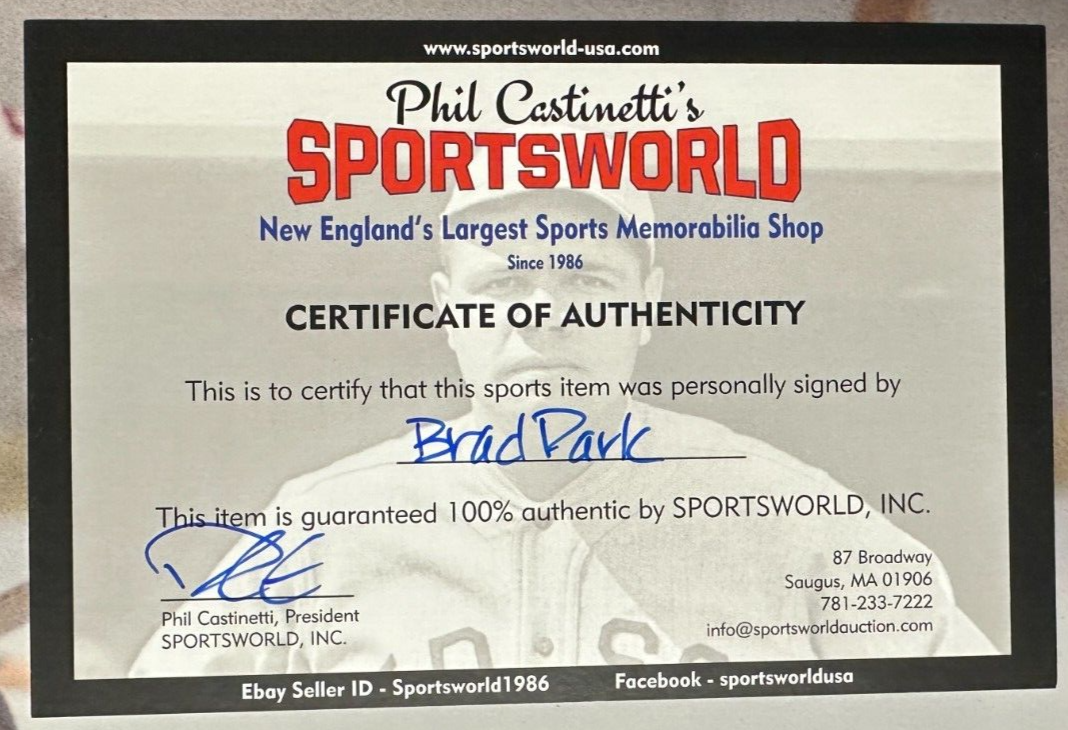 www.sportsworld-usa.com
Phil Castinetti's
SPORTSWORLD
New England's Largest Sports Memorabilia Shop
Since 1986
CERTIFICATE OF AUTHENTICITY
This is to certify that this sports item was personally signed by
Brad Park
This item is guaranteed 100% authentic by SPORTSWORLD, INC.
Phil Castinetti, President
SPORTSWORLD, INC.
87 Broadway
Saugus, MA 01906
781-233-7222
info@sportsworldauction.com
Ebay Seller ID - Sportsworld1986
Facebook - sportsworldusa